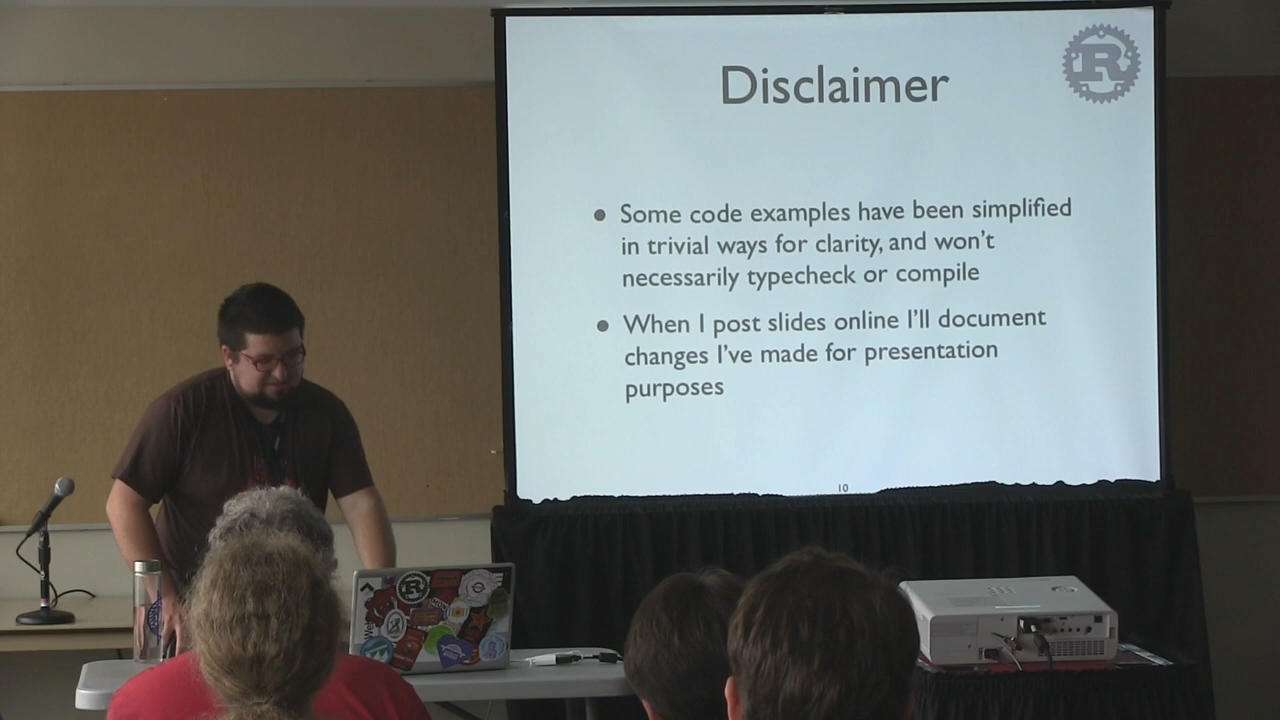 Disclaimer
R
• Some code examples have been simplified
in trivial ways for clarity, and won't
necessarily typecheck or compile
• When I post slides online I'll document
changes I've made for presentation
purposes
10
R